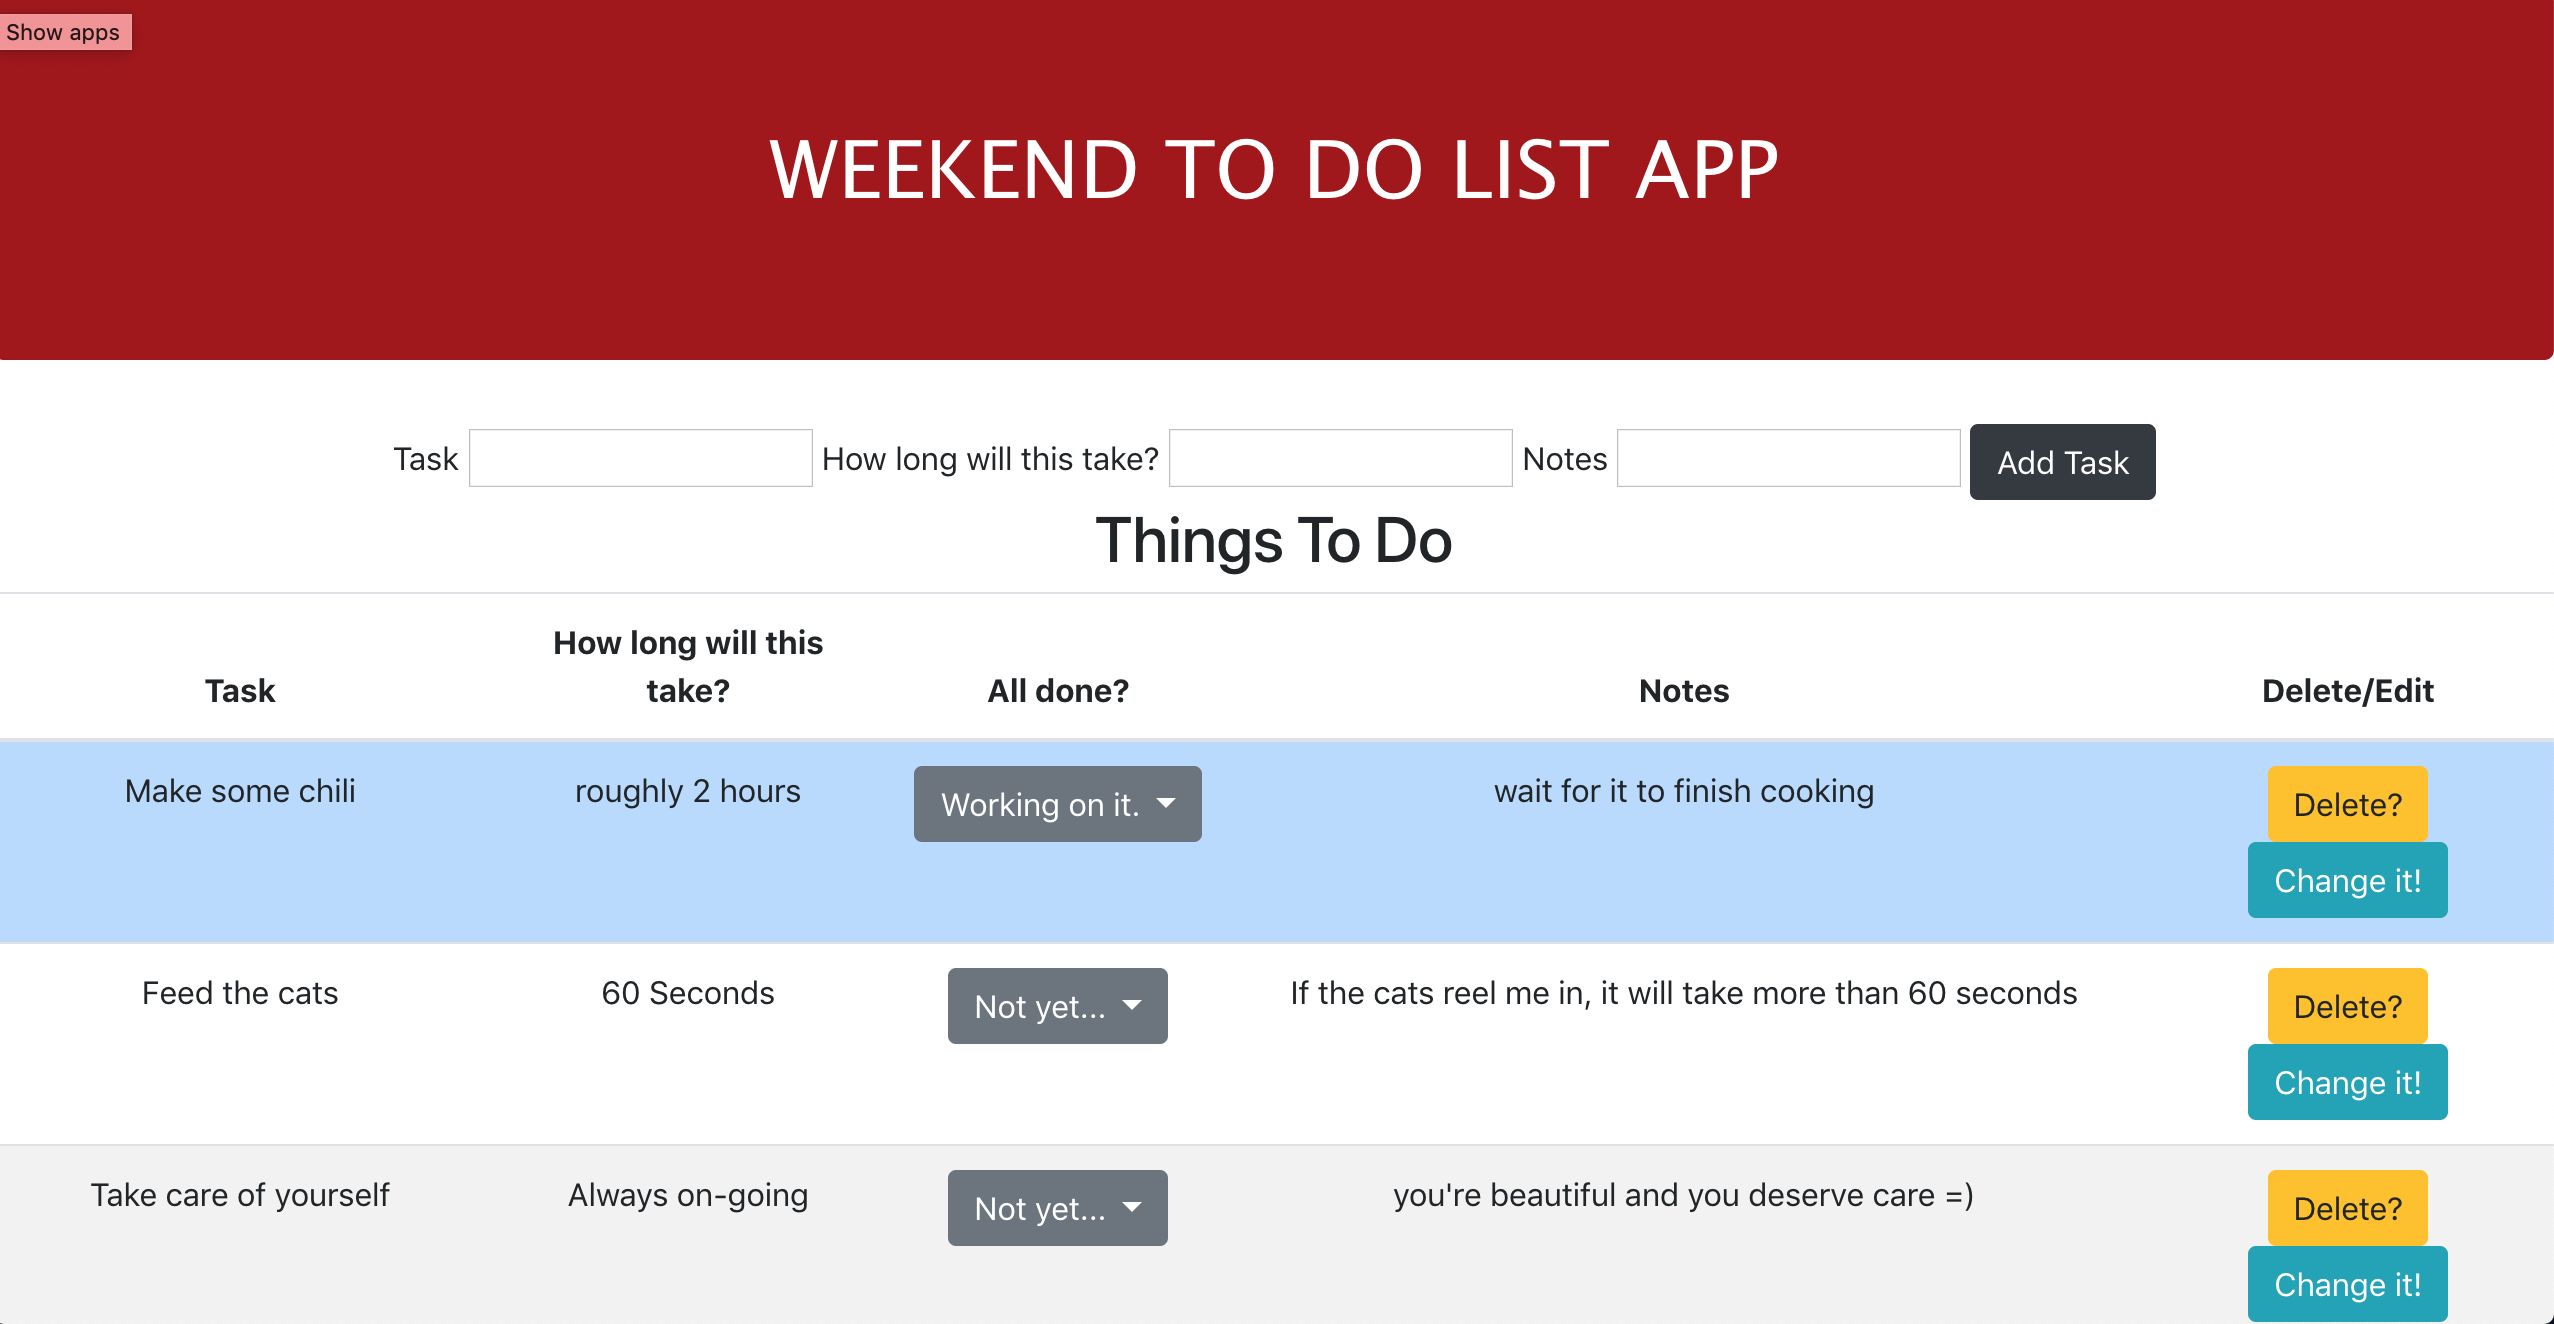 Show apps
WEEKEND TO DO LIST APP
Task How long will this take? Notes Add Task
Things To Do
Task How long will this take? All done? Notes Delete/Edit
Make some chili roughly 2 hours Working on it. wait for it to finish cooking Delete?
Change it!
Feed the cats 60 Seconds Not yet... If the cats reel me in, it will take more than 60 seconds Delete?
Change it!
Take care of yourself Always on-going Not yet... you're beautiful and you deserve care =) Delete?
Change it!